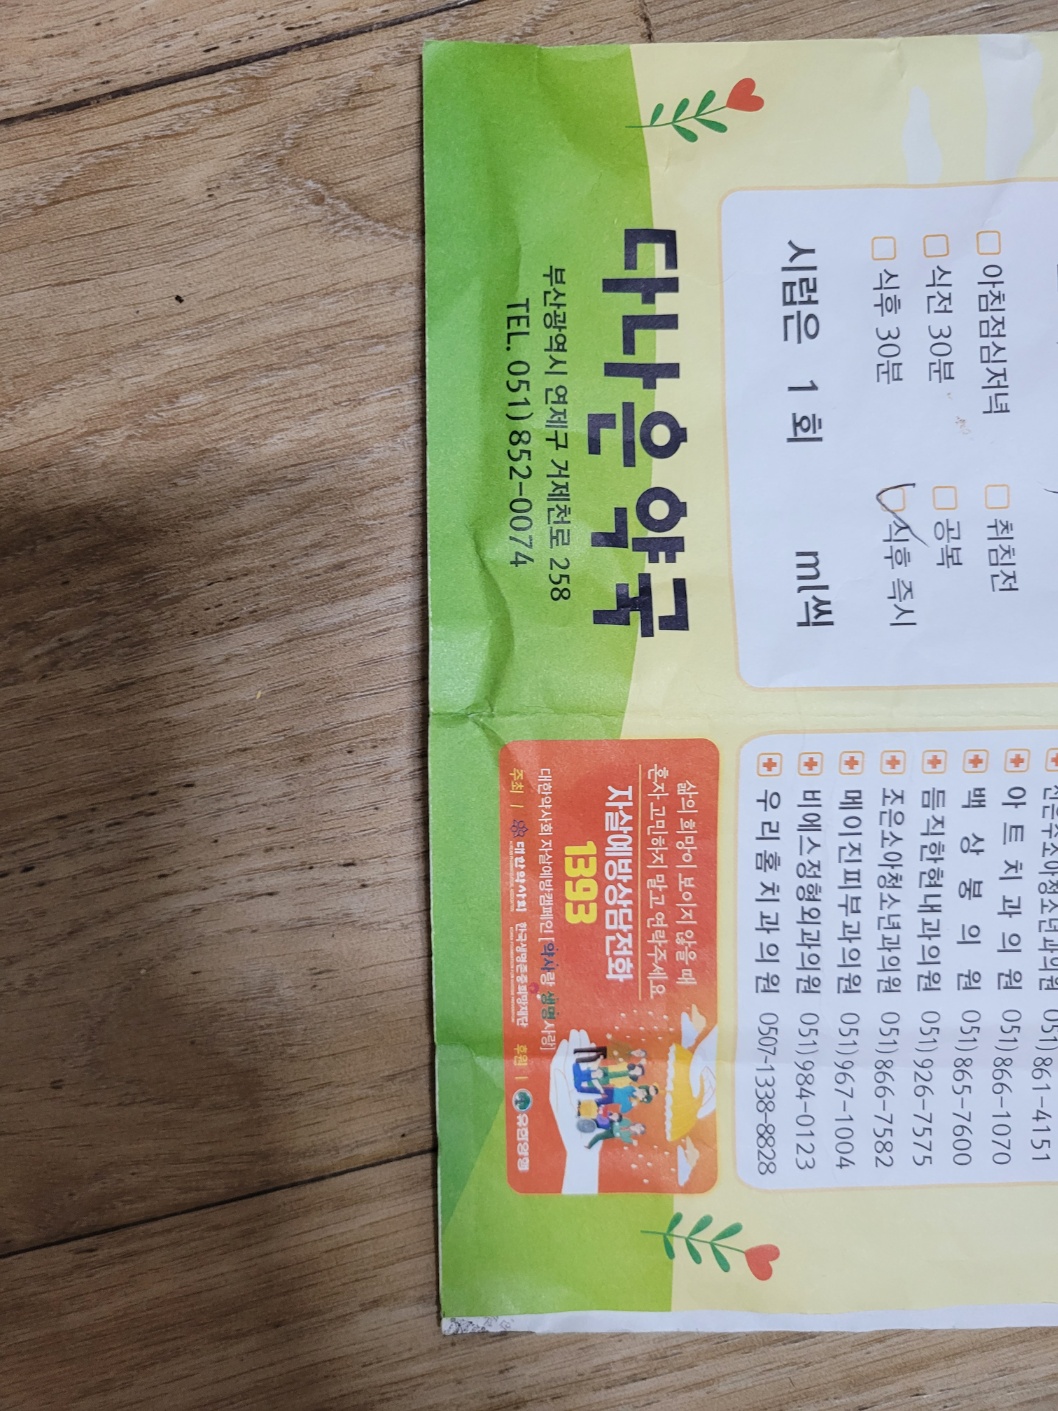 ☐ 아침점심저녁 ☐ 취침전
☐ 식전 30분 ☐ 공복
☐ 식후 30분 ☑ 식후 즉시
시럽은 1 회 ml씩
다나은약국
부산광역시 연제구 거제천로 258
TEL. 051) 852-0074
051) 861-4151
아트치과의원 051) 866-1070
백상봉의원 051) 865-7600
듬직한현내과의원 051) 926-7575
조은소아청소년과의원 051) 866-7582
메이진피부과의원 051) 967-1004
비에스정형외과의원 051) 984-0123
우리홈치과의원 0507-1338-8828
삶의 희망이 보이지 않을 때
혼자 고민하지 말고 연락주세요
자살예방상담전화
1393
대한약사회 자살예방캠페인 [약사랑 생명사랑]
주최 | 대한약사회 한국생명존중희망재단 후원 | 유한양행